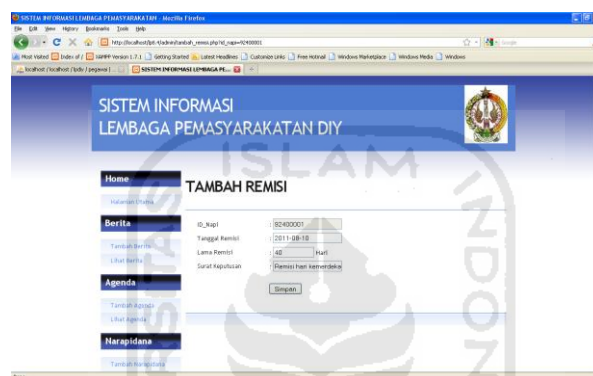 SISTEM INFORMASI LEMBAGA PEMASYARAKATAN - Mozilla Firefox
File Edit View History Bookmarks Tools Help
http://localhost/lp8-4/admin/tambah_remisi.php?id_napi=92400001
Most Visited Index of / XAMPP Version 1.7.1 Getting Started Latest Headlines Customize Links Free Hotmail Windows Marketplace Windows Media Windows
SISTEM INFORMASI LEMBAGA PE...
SISTEM INFORMASI
LEMBAGA PEMASYARAKATAN DIY
ISLAM
INDON
Home
Halaman Utama
Berita
Tambah Berita
Lihat Berita
Agenda
Tambah Agenda
Lihat Agenda
Narapidana
Tambah Narapidana
TAMBAH REMISI
ID_Napi : 92400001
Tanggal Remisi : 2011-08-10
Lama Remisi : 40 Hari
Surat Keputusan : Remisi hari kemerdeka
Simpan